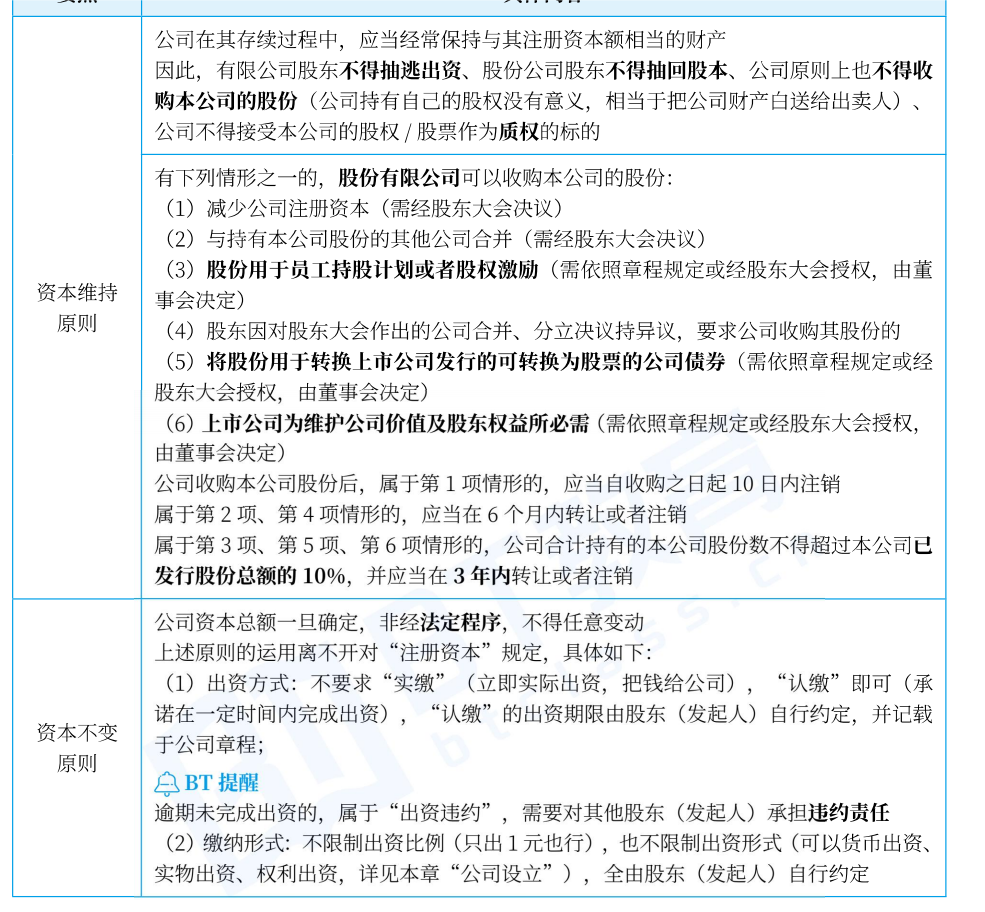 公司在其存续过程中，应当经常保持与其注册资本额相当的财产
因此，有限公司股东不得抽逃出资、股份公司股东不得抽回股本、公司原则上也不得收
购本公司的股份（公司持有自己的股权没有意义，相当于把公司财产白送给出卖人）、
公司不得接受本公司的股权 / 股票作为质权的标的
资本维持
原则
有下列情形之一的，股份有限公司可以收购本公司的股份：
（1）减少公司注册资本（需经股东大会决议）
（2）与持有本公司股份的其他公司合并（需经股东大会决议）
（3）股份用于员工持股计划或者股权激励（需依照章程规定或经股东大会授权，由董
事会决定）
（4）股东因对股东大会作出的公司合并、分立决议持异议，要求公司收购其股份的
（5）将股份用于转换上市公司发行的可转换为股票的公司债券（需依照章程规定或经
股东大会授权，由董事会决定）
（6）上市公司为维护公司价值及股东权益所必需（需依照章程规定或经股东大会授权，
由董事会决定）
公司收购本公司股份后，属于第 1 项情形的，应当自收购之日起 10 日内注销
属于第 2 项、第 4 项情形的，应当在 6 个月内转让或者注销
属于第 3 项、第 5 项、第 6 项情形的，公司合计持有的本公司股份数不得超过本公司已
发行股份总额的 10%，并应当在 3 年内转让或者注销
资本不变
原则
公司资本总额一旦确定，非经法定程序，不得任意变动
上述原则的运用离不开对“注册资本”规定，具体如下：
（1）出资方式：不要求“实缴”（立即实际出资，把钱给公司），“认缴”即可（承
诺在一定时间内完成出资），“认缴”的出资期限由股东（发起人）自行约定，并记载
于公司章程；
BT 提醒
逾期未完成出资的，属于“出资违约”，需要对其他股东（发起人）承担违约责任
（2）缴纳形式：不限制出资比例（只出 1 元也行），也不限制出资形式（可以货币出资、
实物出资、权利出资，详见本章“公司设立”），全由股东（发起人）自行约定